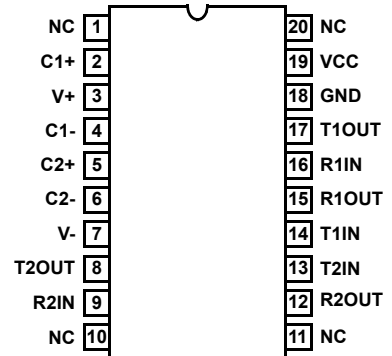 NC 1 20 NC
C1+ 2 19 VCC
V+ 3 18 GND
C1- 4 17 T1OUT
C2+ 5 16 R1IN
C2- 6 15 R1OUT
V- 7 14 T1IN
T2OUT 8 13 T2IN
R2IN 9 12 R2OUT
NC 10 11 NC